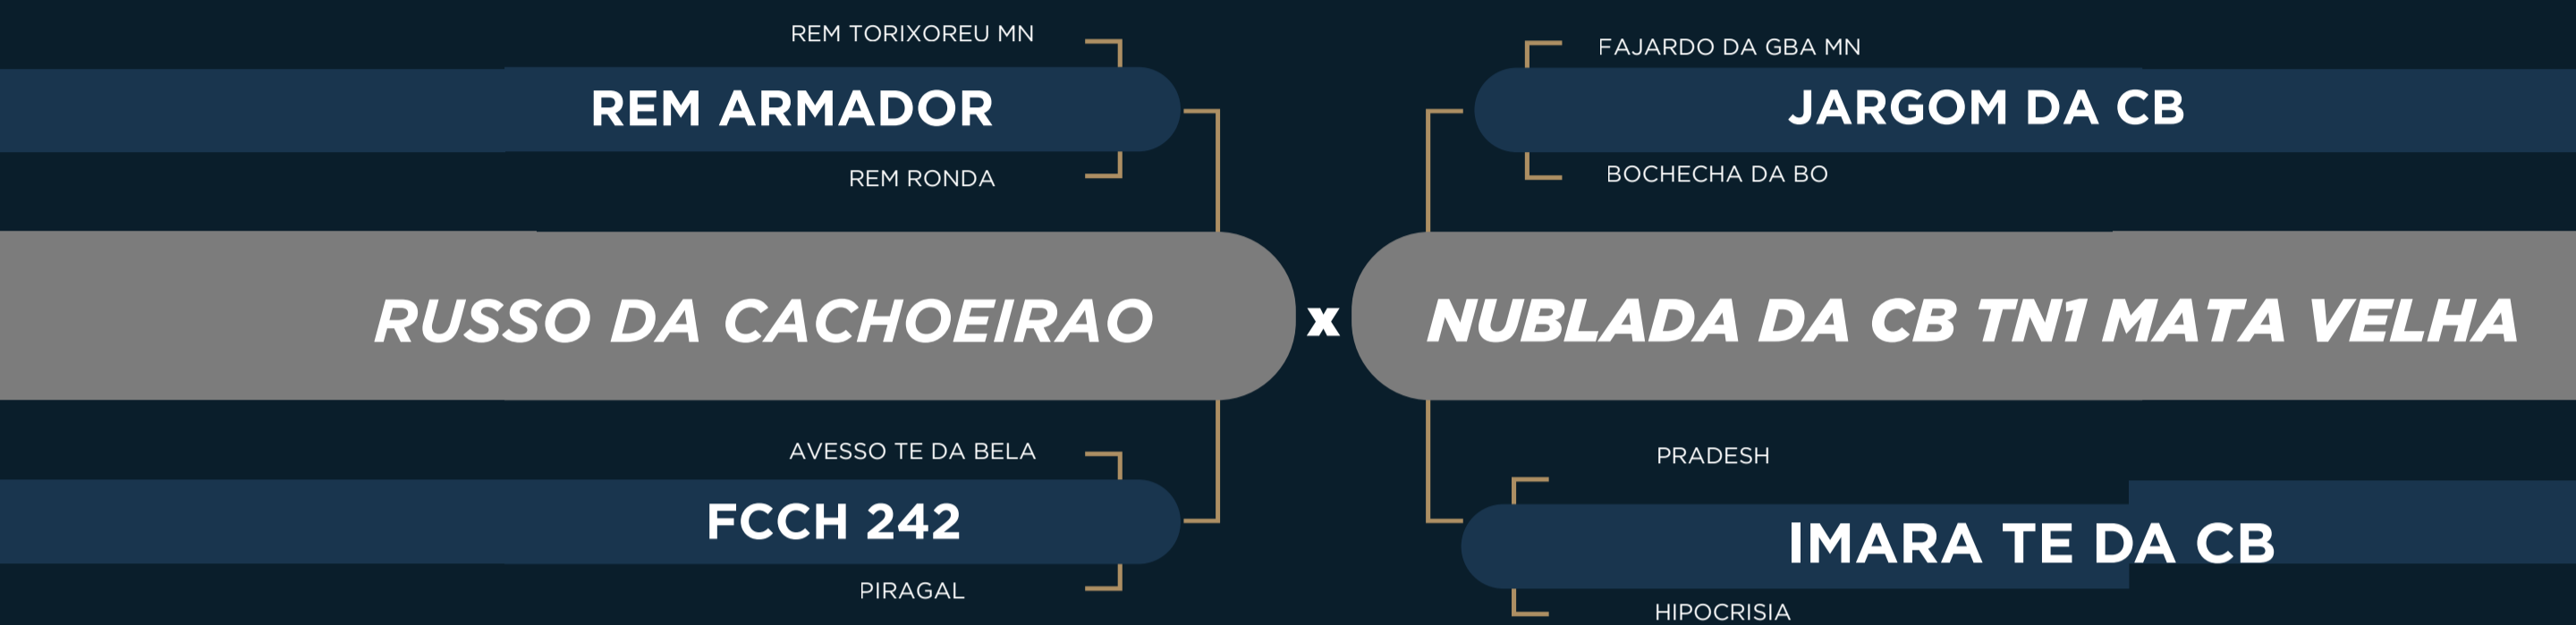 REM TORIXOREU MN
REM ARMADOR
REM RONDA
RUSSO DA CACHOEIRAO
AVESSO TE DA BELA
FCCH 242
PIRAGAL
x
FAJARDO DA GBA MN
JARGOM DA CB
BOCHECHA DA BO
NUBLADA DA CB TN1 MATA VELHA
PRADESH
IMARA TE DA CB
HIPOCRISIA